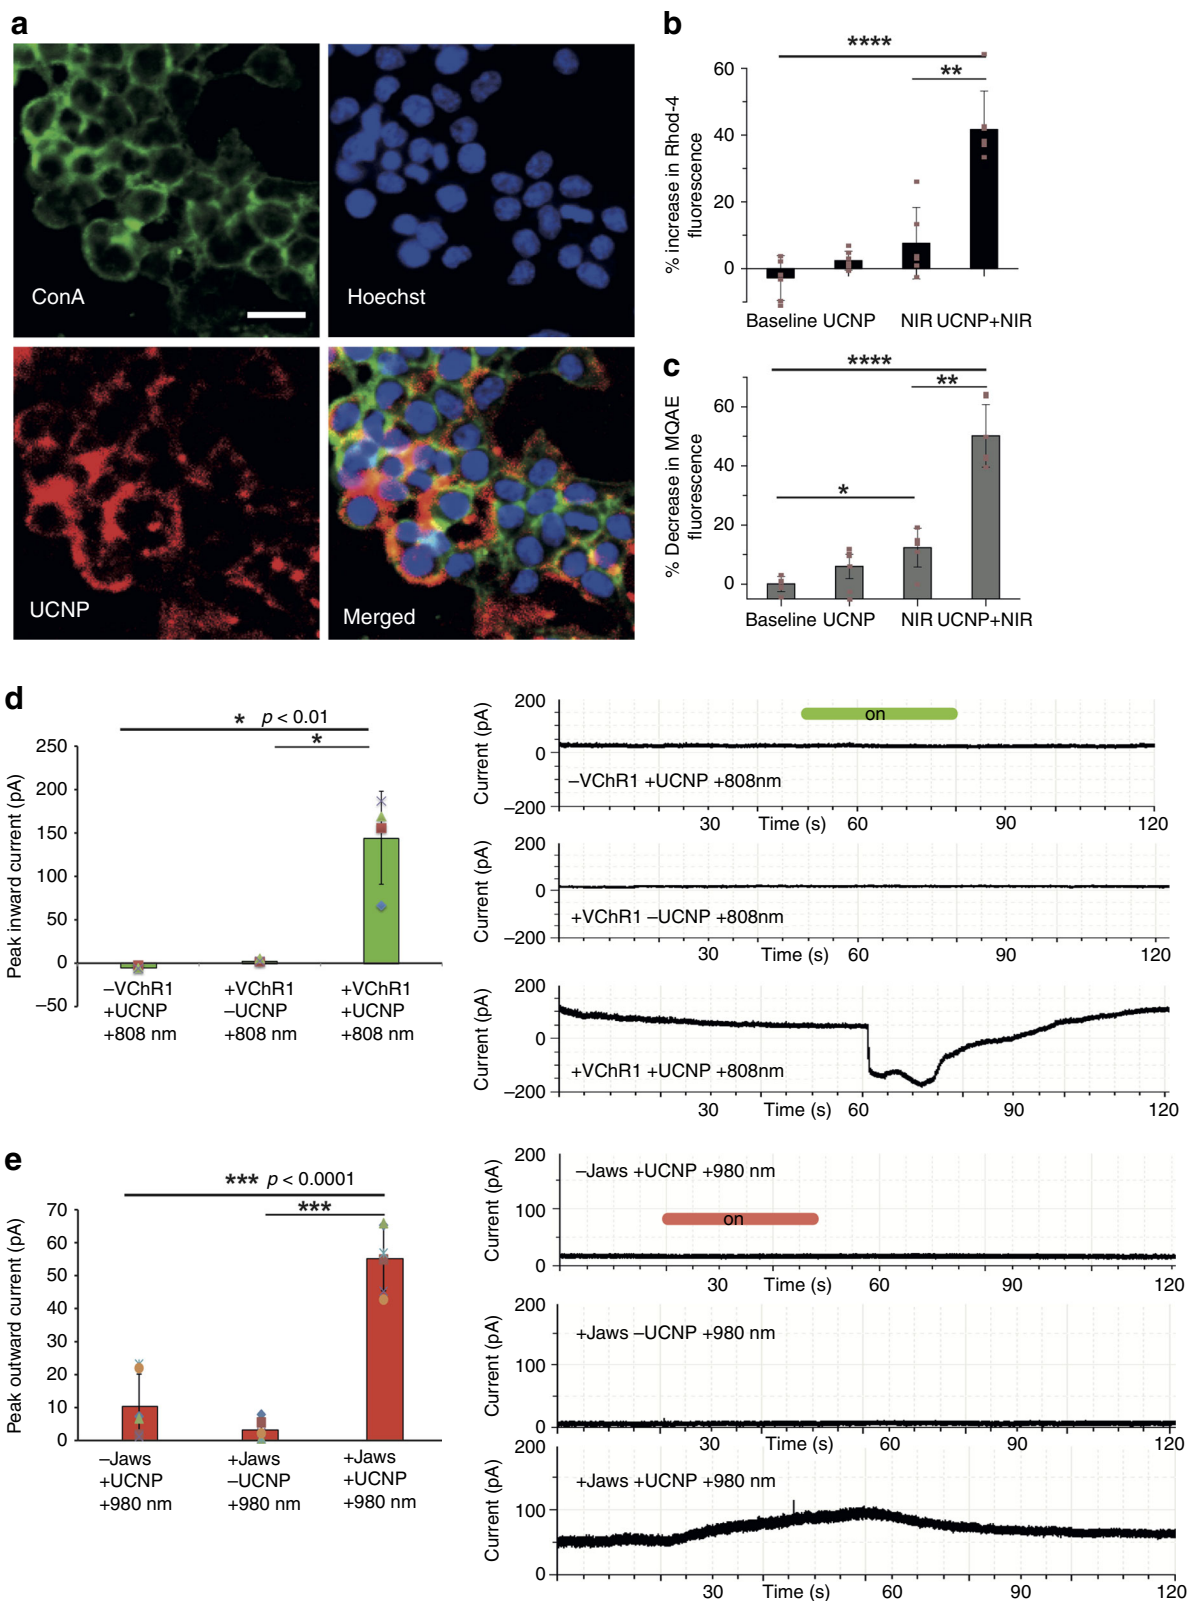 a
ConA
Hoechst
UCNP
Merged
b
****
**
% increase in Rhod-4
fluorescence
60
40
20
0
Baseline UCNP NIR UCNP+NIR
c
****
**
*
% Decrease in MQAE
fluorescence
60
40
20
0
Baseline UCNP NIR UCNP+NIR
d
* p < 0.01
*
Peak inward current (pA)
250
200
150
100
50
0
–50
–VChR1
+UCNP
+808 nm
+VChR1
–UCNP
+808 nm
+VChR1
+UCNP
+808 nm
Current (pA)
200
0
–200
on
–VChR1 +UCNP +808nm
30 Time (s) 60 90 120
Current (pA)
200
0
–200
+VChR1 –UCNP +808nm
30 Time (s) 60 90 120
Current (pA)
200
0
–200
+VChR1 +UCNP +808nm
30 Time (s) 60 90 120
e
*** p < 0.0001
***
Peak outward current (pA)
70
60
50
40
30
20
10
0
–Jaws
+UCNP
+980 nm
+Jaws
–UCNP
+980 nm
+Jaws
+UCNP
+980 nm
Current (pA)
200
100
0
–Jaws +UCNP +980 nm
on
30 Time (s) 60 90 120
Current (pA)
200
100
0
+Jaws –UCNP +980 nm
30 Time (s) 60 90 120
Current (pA)
200
100
0
+Jaws +UCNP +980 nm
30 Time (s) 60 90 120